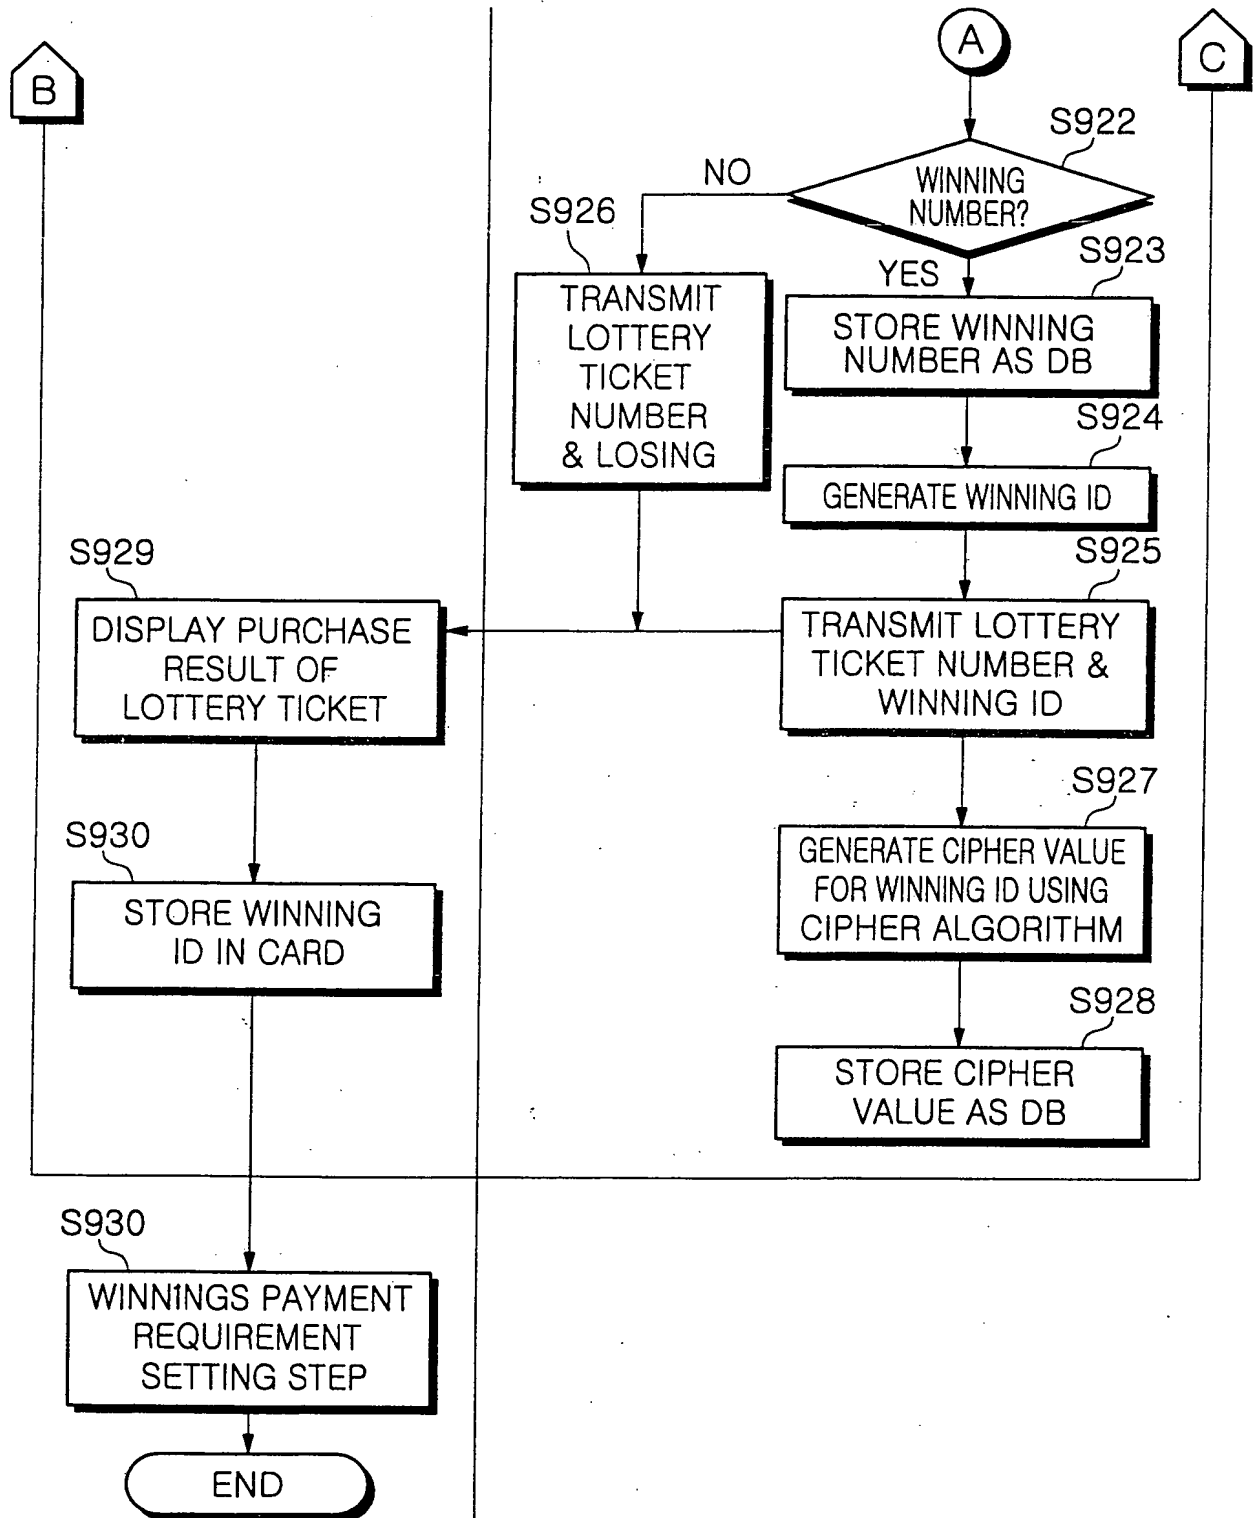 A
C
B
S922
WINNING
NUMBER?
NO
YES
S926
TRANSMIT
LOTTERY
TICKET
NUMBER
& LOSING
S923
STORE WINNING
NUMBER AS DB
S924
GENERATE WINNING ID
S925
TRANSMIT LOTTERY
TICKET NUMBER &
WINNING ID
S929
DISPLAY PURCHASE
RESULT OF
LOTTERY TICKET
S927
GENERATE CIPHER VALUE
FOR WINNING ID USING
CIPHER ALGORITHM
S930
STORE WINNING
ID IN CARD
S928
STORE CIPHER
VALUE AS DB
S930
WINNINGS PAYMENT
REQUIREMENT
SETTING STEP
END